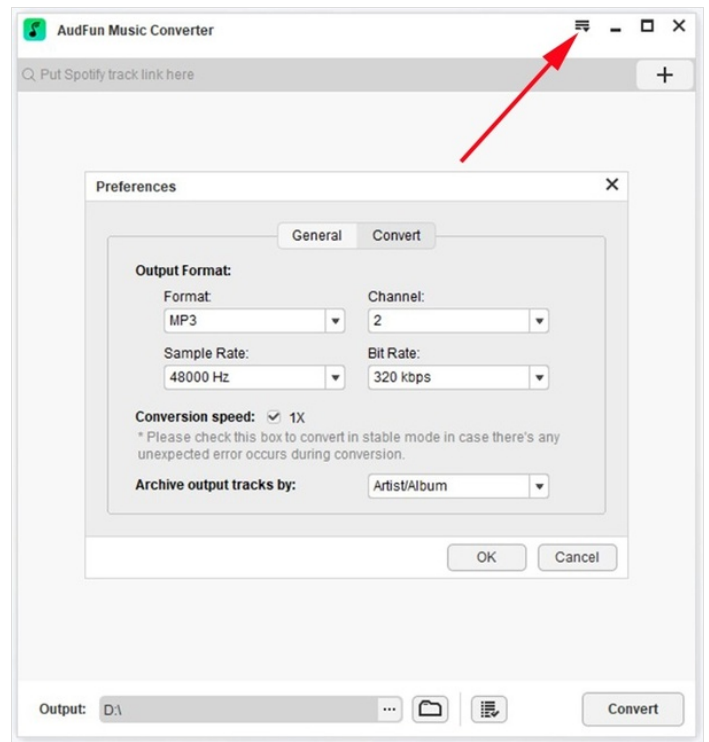 AudFun Music Converter
Put Spotify track link here
Preferences
General Convert
Output Format:
Format: Channel:
MP3 2
Sample Rate: Bit Rate:
48000 Hz 320 kbps
Conversion speed: 1X
* Please check this box to convert in stable mode in case there's any
unexpected error occurs during conversion.
Archive output tracks by: Artist/Album
OK Cancel
Output: D:\ ... Convert